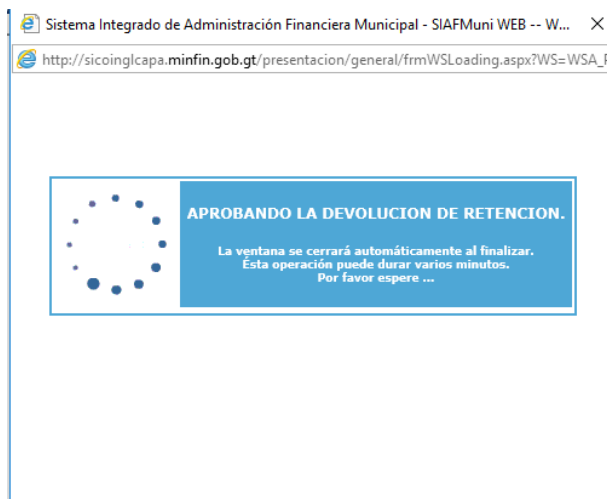 Sistema Integrado de Administración Financiera Municipal - SIAFMuni WEB -- W...
http://sicoinglcapa.minfin.gob.gt/presentacion/general/frmWSLoading.aspx?WS=WSA_
APROBANDO LA DEVOLUCION DE RETENCION.
La ventana se cerrará automáticamente al finalizar.
Ésta operación puede durar varios minutos.
Por favor espere ...